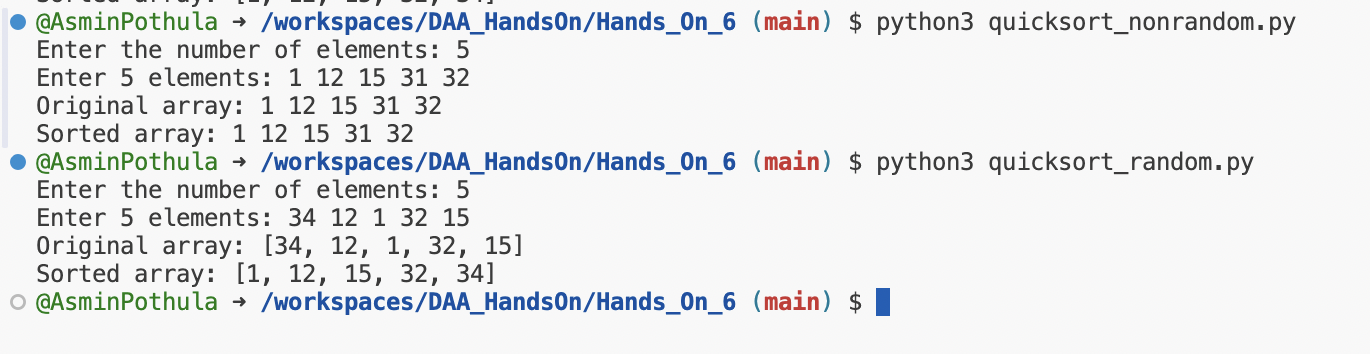 @AsminPothula → /workspaces/DAA_HandsOn/Hands_On_6 (main) $ python3 quicksort_nonrandom.py
Enter the number of elements: 5
Enter 5 elements: 1 12 15 31 32
Original array: 1 12 15 31 32
Sorted array: 1 12 15 31 32
@AsminPothula → /workspaces/DAA_HandsOn/Hands_On_6 (main) $ python3 quicksort_random.py
Enter the number of elements: 5
Enter 5 elements: 34 12 1 32 15
Original array: [34, 12, 1, 32, 15]
Sorted array: [1, 12, 15, 32, 34]
@AsminPothula → /workspaces/DAA_HandsOn/Hands_On_6 (main) $